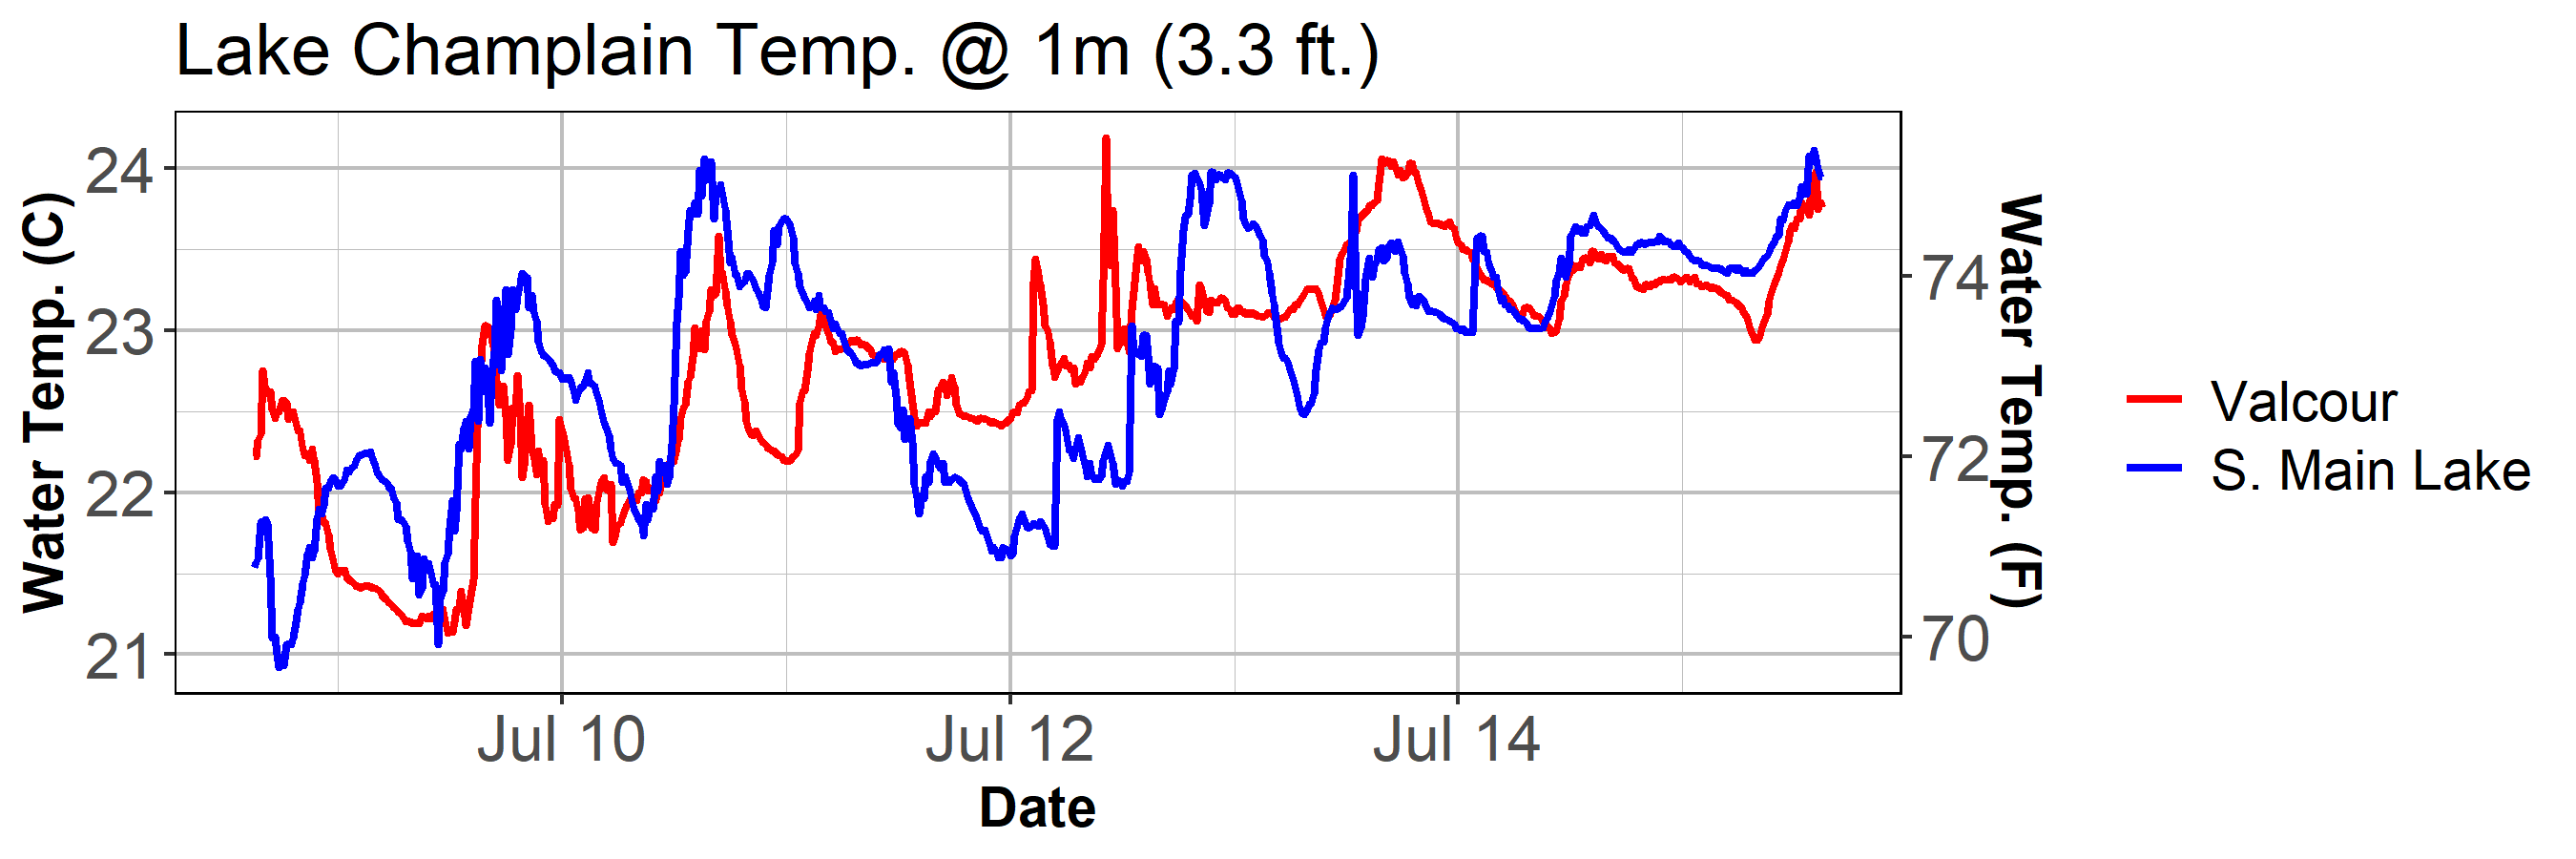 Lake Champlain Temp. @ 1m (3.3 ft.)
Water Temp. (C)
24
23
22
21
74
72
70
Water Temp. (F)
Jul 10
Jul 12
Jul 14
Date
Valcour
S. Main Lake